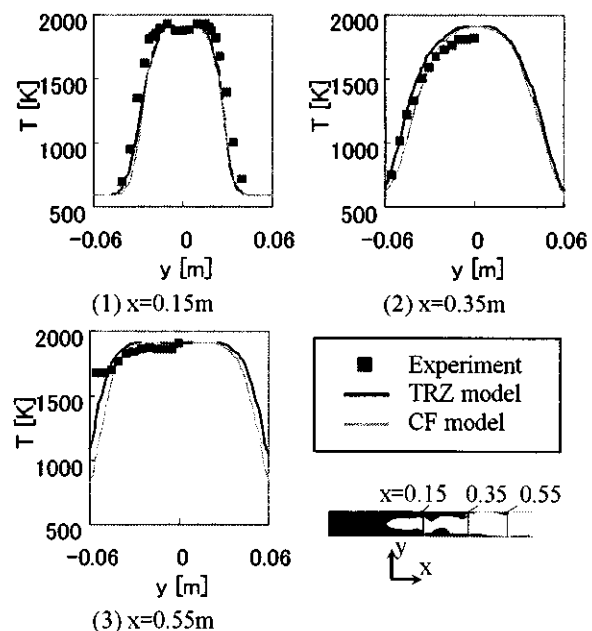 2000
1500
1000
500
T [K]
-0.06 0 0.06
y [m]
(1) x=0.15m
2000
1500
1000
500
T [K]
-0.06 0 0.06
y [m]
(2) x=0.35m
2000
1500
1000
500
T [K]
-0.06 0 0.06
y [m]
(3) x=0.55m
Experiment
TRZ model
CF model
x=0.15 0.35 0.55
y
x